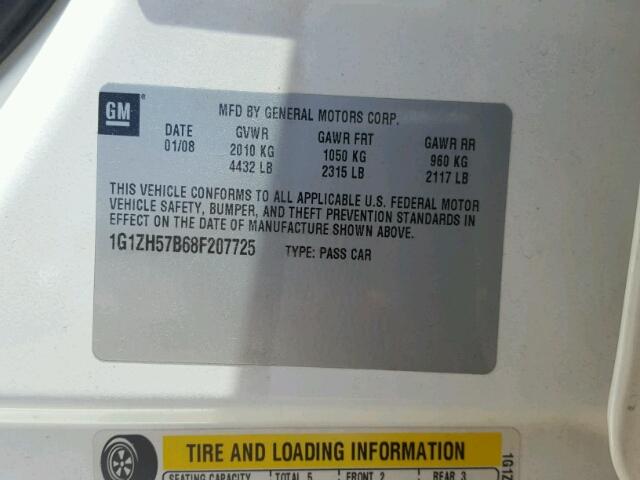 GM®
MFD BY GENERAL MOTORS CORP.
DATE GVWR GAWR FRT GAWR RR
01/08 2010 KG 1050 KG 960 KG
4432 LB 2315 LB 2117 LB
THIS VEHICLE CONFORMS TO ALL APPLICABLE U.S. FEDERAL MOTOR
VEHICLE SAFETY, BUMPER, AND THEFT PREVENTION STANDARDS IN
EFFECT ON THE DATE OF MANUFACTURE SHOWN ABOVE.
1G1ZH57B68F207725 TYPE: PASS CAR
TIRE AND LOADING INFORMATION
SEATING CAPACITY TOTAL 5 FRONT 2 REAR 3
1G1Z